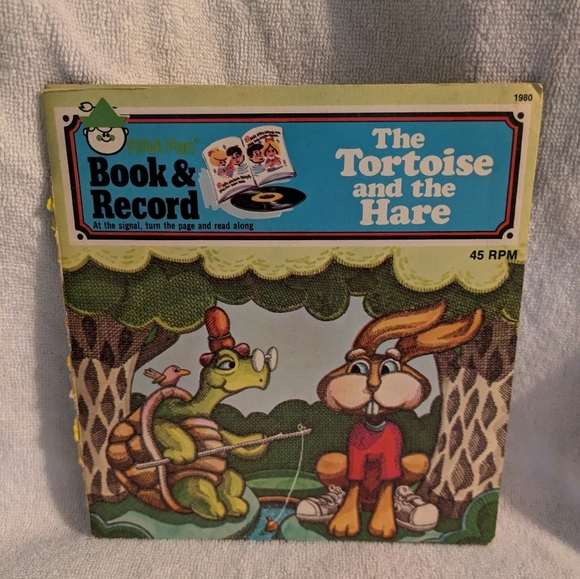 1980
Peter Pan
Book &
Record
At the signal, turn the page and read along
The
Tortoise
and the
Hare
45 RPM